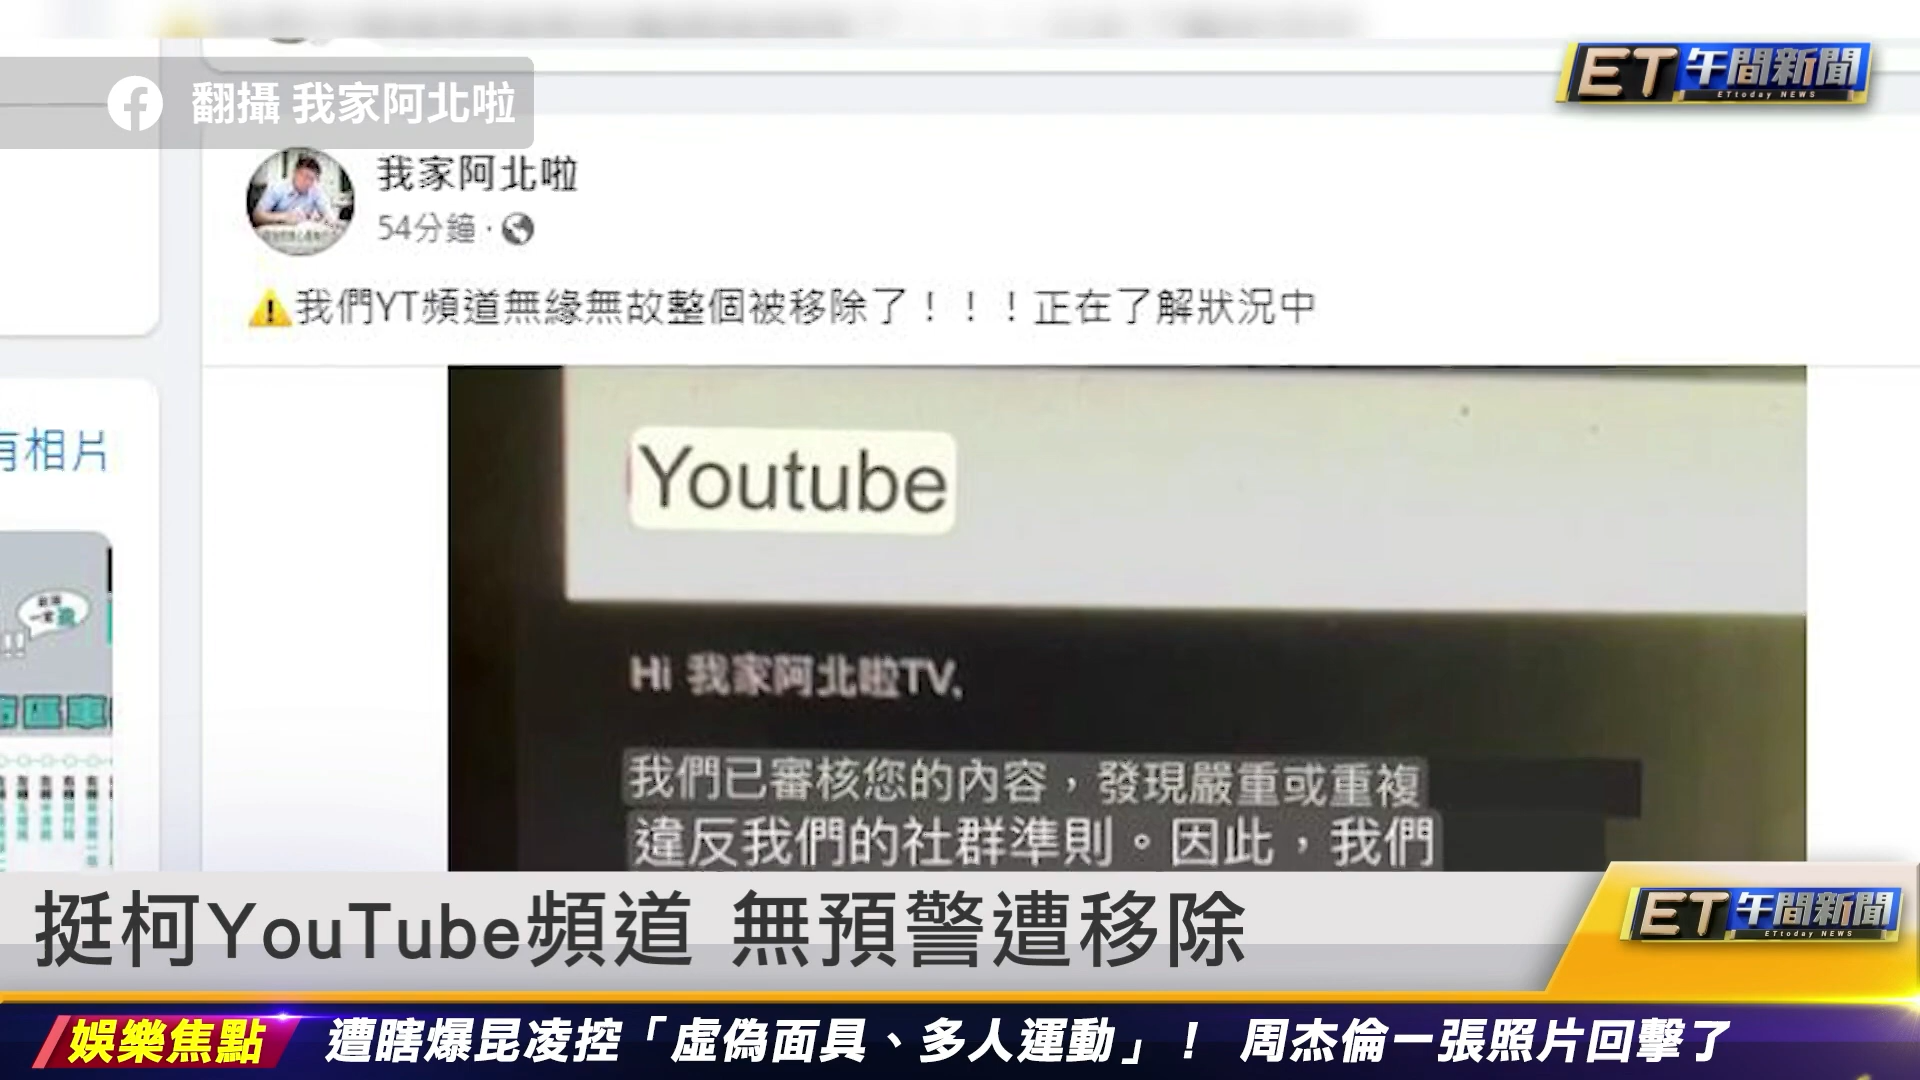 翻攝 我家阿北啦
ET午間新聞
ETtoday NEWS
我家阿北啦
54分鐘 ·
⚠我們YT頻道無緣無故整個被移除了！！！正在了解狀況中
有相片
Youtube
Hi 我家阿北啦TV,
我們已審核您的內容，發現嚴重或重複
違反我們的社群準則。因此，我們
挺柯YouTube頻道 無預警遭移除
ET午間新聞
ETtoday NEWS
娛樂焦點 遭瞎爆昆凌控「虛偽面具、多人運動」！ 周杰倫一張照片回擊了